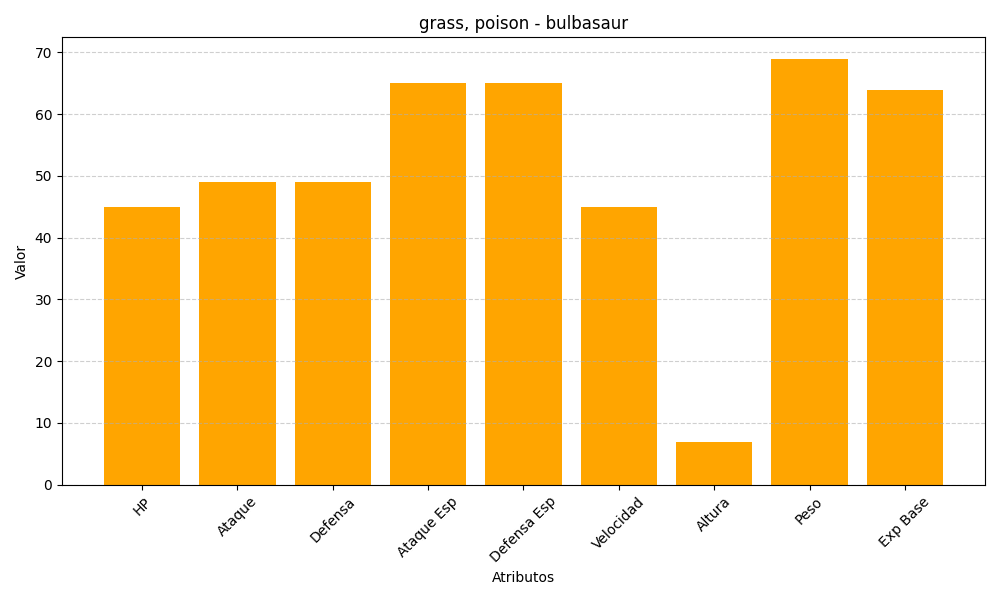 grass, poison - bulbasaur
Valor
70
60
50
40
30
20
10
0
HP
Ataque
Defensa
Ataque Esp
Defensa Esp
Velocidad
Altura
Peso
Exp Base
Atributos